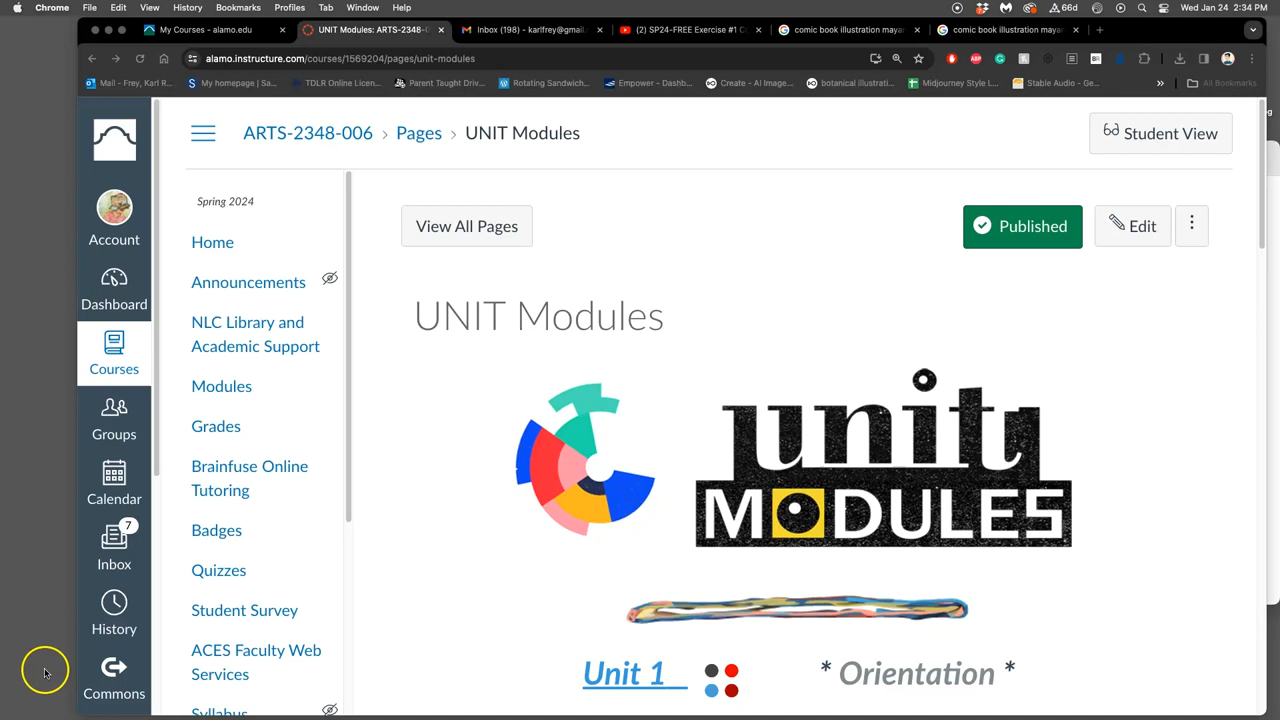 Chrome File Edit View History Bookmarks Profiles Tab Window Help 66d Wed Jan 24 2:34 PM
My Courses - alamo.edu UNIT Modules: ARTS-2348-0 Inbox (198) - karlfrey@gmail. (2) SP24-FREE Exercise #1 C comic book illustration maya comic book illustration maya
alamo.instructure.com/courses/1569204/pages/unit-modules
Mail - Frey, Karl R... My homepage | Sa... TDLR Online Licen... Parent Taught Driv... Rotating Sandwich... Empower - Dashb... Create - AI Image... botanical illustrati... Midjourney Style L... Stable Audio - Ge... » All Bookmarks
ARTS-2348-006 › Pages › UNIT Modules
Student View
Account
Dashboard
Courses
Groups
Calendar
7
Inbox
History
Commons
Spring 2024
Home
Announcements
NLC Library and
Academic Support
Modules
Grades
Brainfuse Online
Tutoring
Badges
Quizzes
Student Survey
ACES Faculty Web
Services
Syllabus
View All Pages
Published
Edit
UNIT Modules
unit
MODULES
Unit 1
* Orientation *